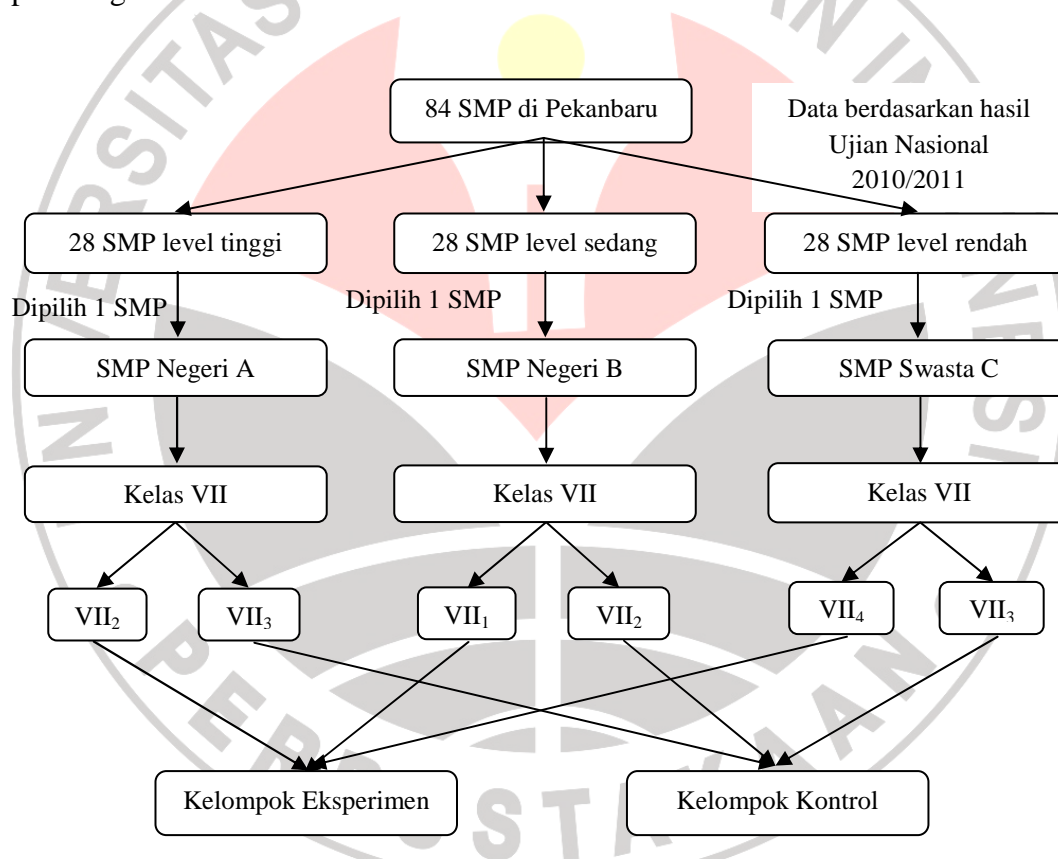 84 SMP di Pekanbaru
Data berdasarkan hasil
Ujian Nasional
2010/2011
28 SMP level tinggi
28 SMP level sedang
28 SMP level rendah
Dipilih 1 SMP
Dipilih 1 SMP
Dipilih 1 SMP
SMP Negeri A
SMP Negeri B
SMP Swasta C
Kelas VII
Kelas VII
Kelas VII
VII₂
VII₃
VII₁
VII₂
VII₄
VII₃
Kelompok Eksperimen
Kelompok Kontrol